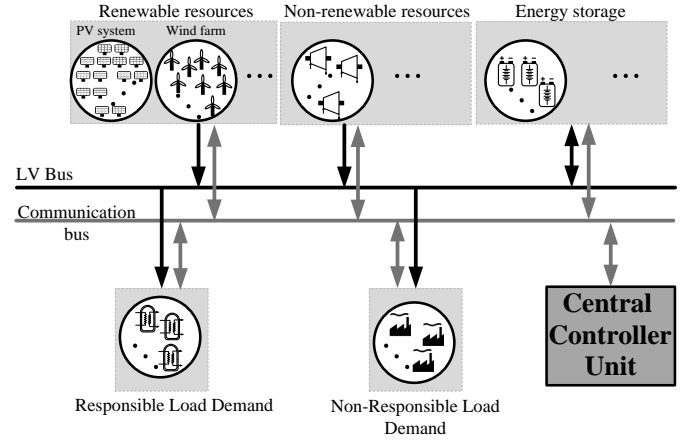 Renewable resources
Non-renewable resources
Energy storage
PV system
Wind farm
LV Bus
Communication
bus
Central
Controller
Unit
Responsible Load Demand
Non-Responsible Load
Demand